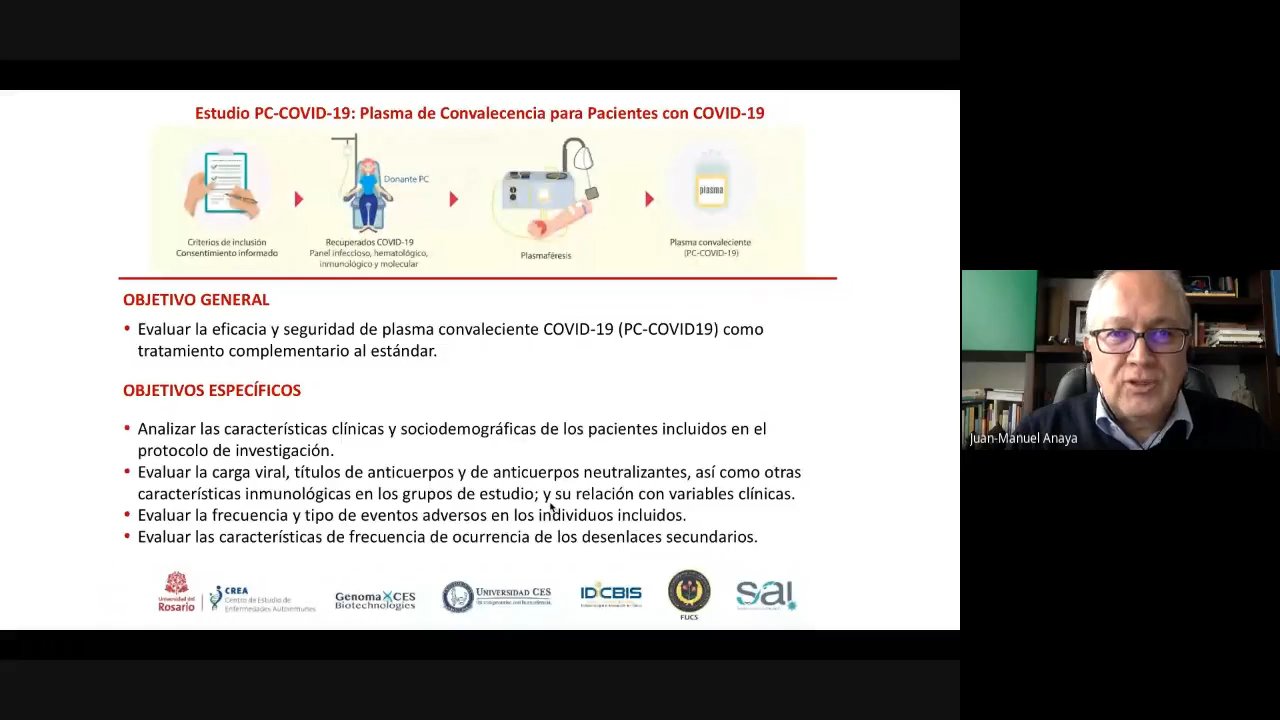 Estudio PC-COVID-19: Plasma de Convalecencia para Pacientes con COVID-19
Donante PC
plasma
Criterios de inclusión
Consentimiento informado
Recuperados COVID-19
Panel infeccioso, hematológico,
inmunológico y molecular
Plasmaféresis
Plasma convaleciente
(PC-COVID-19)
OBJETIVO GENERAL
• Evaluar la eficacia y seguridad de plasma convaleciente COVID-19 (PC-COVID19) como
tratamiento complementario al estándar.
OBJETIVOS ESPECÍFICOS
• Analizar las características clínicas y sociodemográficas de los pacientes incluidos en el
protocolo de investigación.
• Evaluar la carga viral, títulos de anticuerpos y de anticuerpos neutralizantes, así como otras
características inmunológicas en los grupos de estudio; y su relación con variables clínicas.
• Evaluar la frecuencia y tipo de eventos adversos en los individuos incluidos.
• Evaluar las características de frecuencia de ocurrencia de los desenlaces secundarios.
Universidad del
Rosario
CREA
Centro de Estudio de
Enfermedades Autoinmunes
Genoma CES
Biotechnologies
UNIVERSIDAD CES
IDCBIS
FUCS
sai
Juan-Manuel Anaya